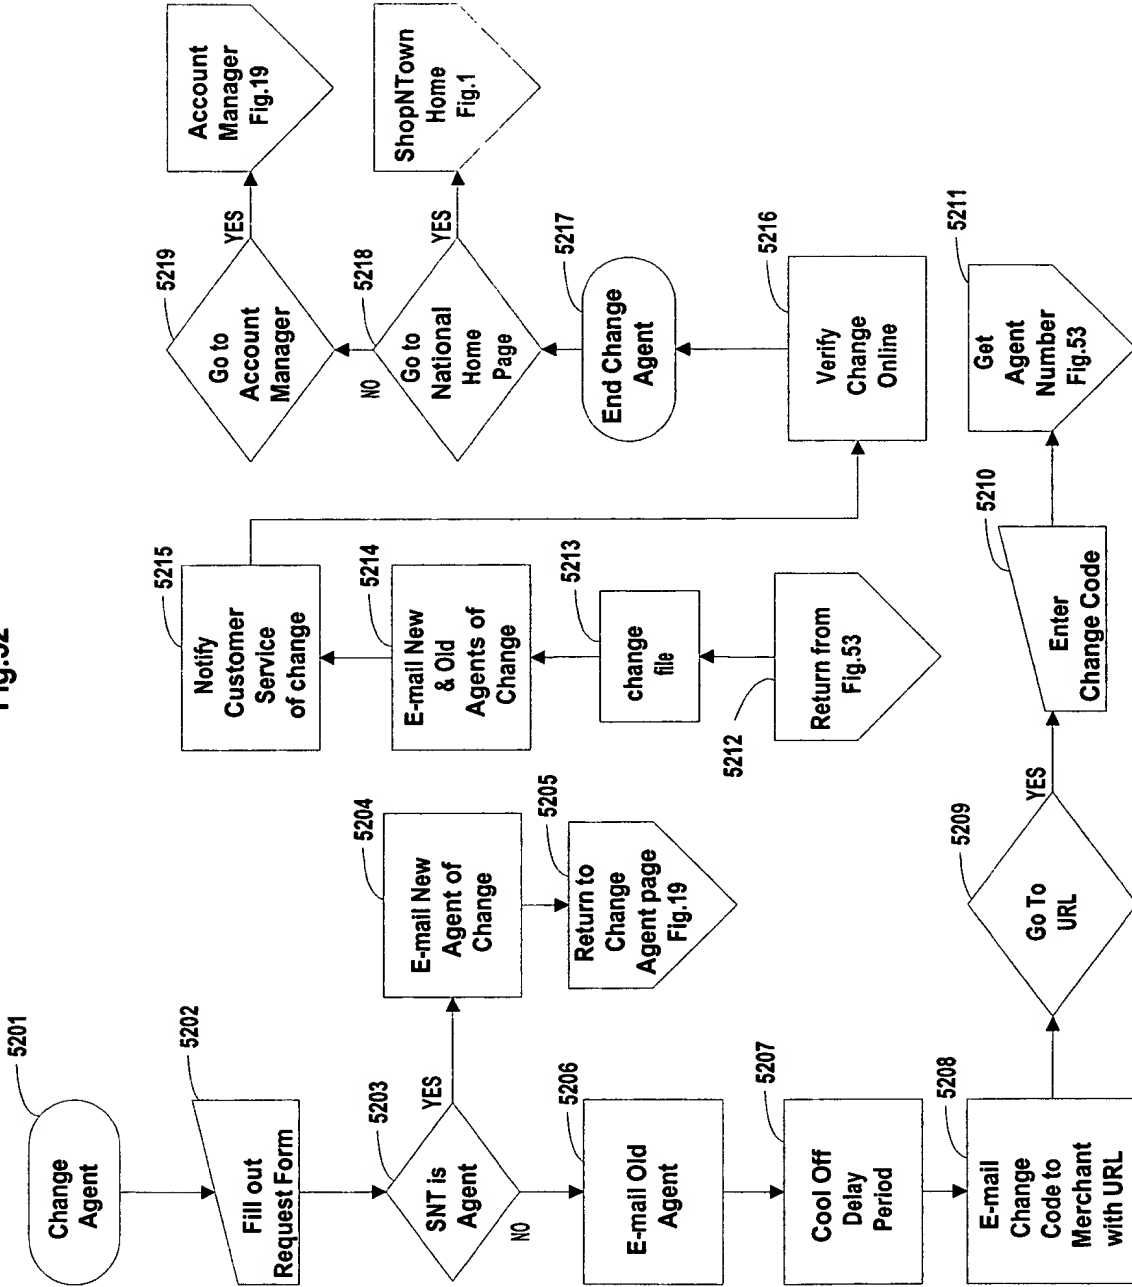 Fig.52
5201
Change
Agent
5202
Fill out
Request Form
5203
SNT is
Agent
YES
NO
5204
E-mail New
Agent of
Change
5205
Return to
Change
Agent page
Fig.19
5206
E-mail Old
Agent
5207
Cool Off
Delay
Period
5208
E-mail
Change
Code to
Merchant
with URL
5209
Go To
URL
YES
5210
Enter
Change Code
5211
Get
Agent
Number
Fig.53
5212
Return from
Fig.53
5213
change
file
5214
E-mail New
& Old
Agents of
Change
5215
Notify
Customer
Service
of change
5216
Verify
Change
Online
5217
End Change
Agent
5218
Go to
National
Home
Page
YES
NO
ShopNTown
Home
Fig.1
5219
Go to
Account
Manager
YES
Account
Manager
Fig.19